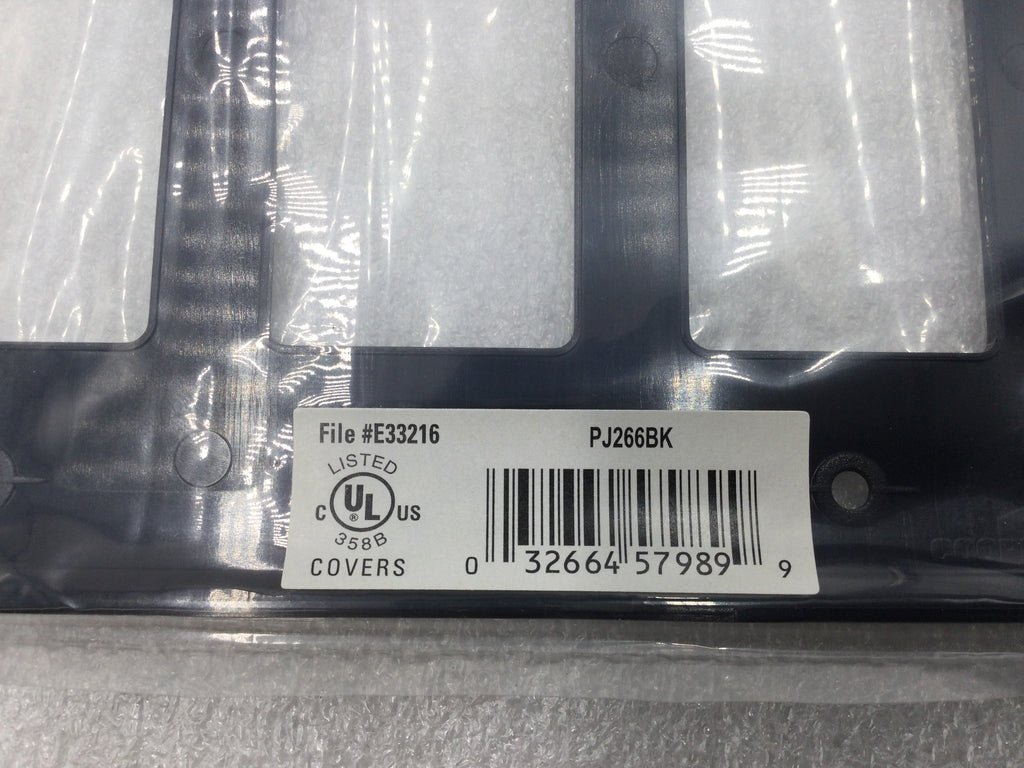 File #E33216
PJ266BK
LISTED
C UL US
®
358B
COVERS
0 32664 57989 9